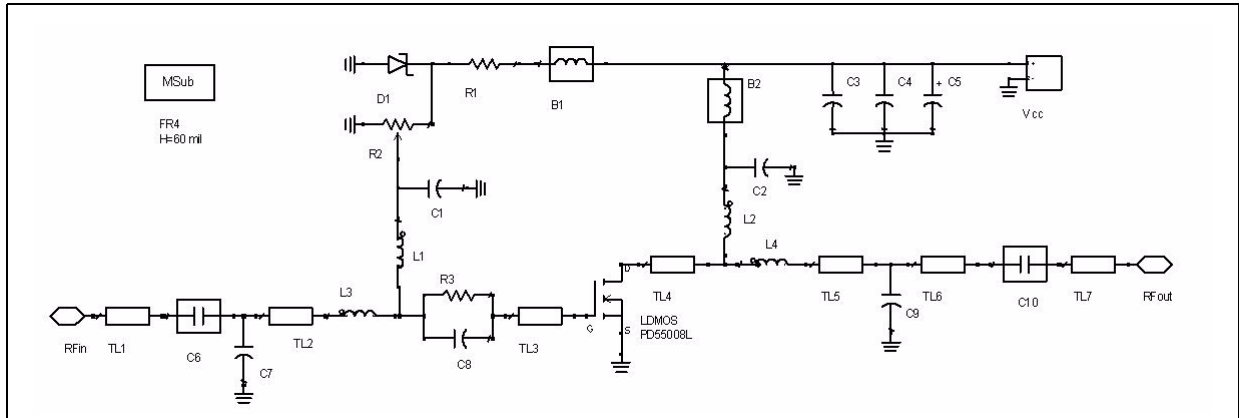 MSub
FR4
H=60 mil
D1
R1
B1
B2
C3
C4
+ C5
+
-
Vcc
R2
C1
C2
L1
L2
L4
L3
R3
D
TL4
TL5
TL6
C10
TL7
RFout
RFin
TL1
C6
TL2
C7
C8
TL3
G
S
LDMOS
PD55008L
C9